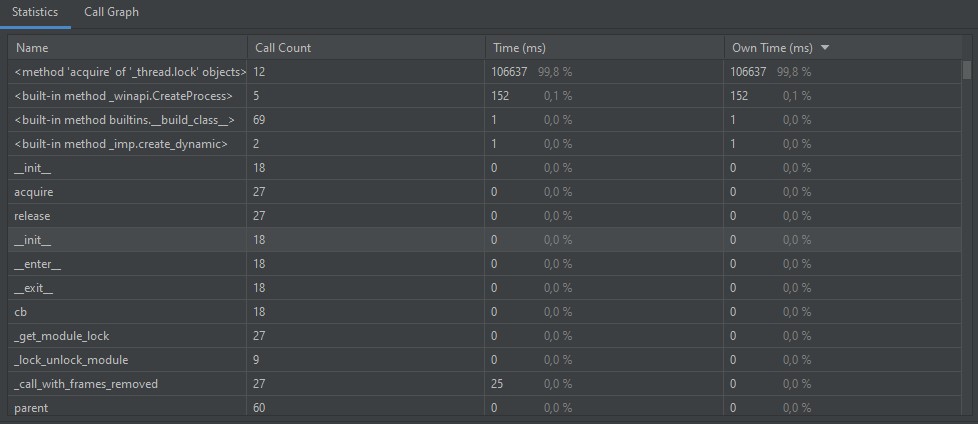 Statistics Call Graph
Name Call Count Time (ms) Own Time (ms)
<method 'acquire' of '_thread.lock' objects> 12 106637 99,8 % 106637 99,8 %
<built-in method _winapi.CreateProcess> 5 152 0,1 % 152 0,1 %
<built-in method builtins.__build_class__> 69 1 0,0 % 1 0,0 %
<built-in method _imp.create_dynamic> 2 1 0,0 % 1 0,0 %
__init__ 18 0 0,0 % 0 0,0 %
acquire 27 0 0,0 % 0 0,0 %
release 27 0 0,0 % 0 0,0 %
__init__ 18 0 0,0 % 0 0,0 %
__enter__ 18 0 0,0 % 0 0,0 %
__exit__ 18 0 0,0 % 0 0,0 %
cb 18 0 0,0 % 0 0,0 %
_get_module_lock 27 0 0,0 % 0 0,0 %
_lock_unlock_module 9 0 0,0 % 0 0,0 %
_call_with_frames_removed 27 25 0,0 % 0 0,0 %
parent 60 0 0,0 % 0 0,0 %